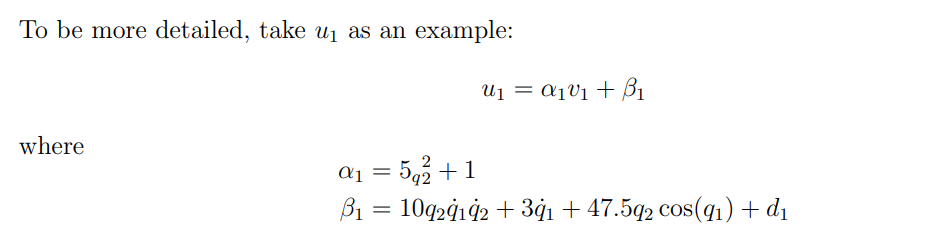 To be more detailed, take u₁ as an example:
u₁ = α₁v₁ + β₁
where
α₁ = 5_{q2}^{2} + 1
β₁ = 10q₂q̇₁q̇₂ + 3q̇₁ + 47.5q₂ cos(q₁) + d₁